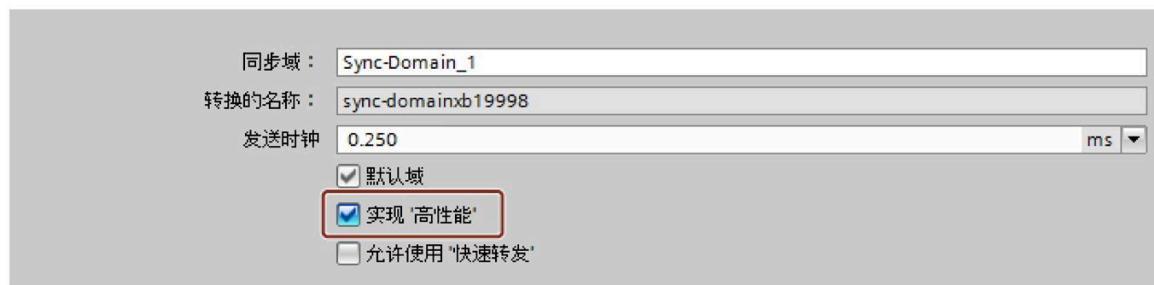 同步域： Sync-Domain_1
转换的名称： sync-domainxb19998
发送时钟 0.250 ms
默认域
实现 '高性能'
允许使用 '快速转发'